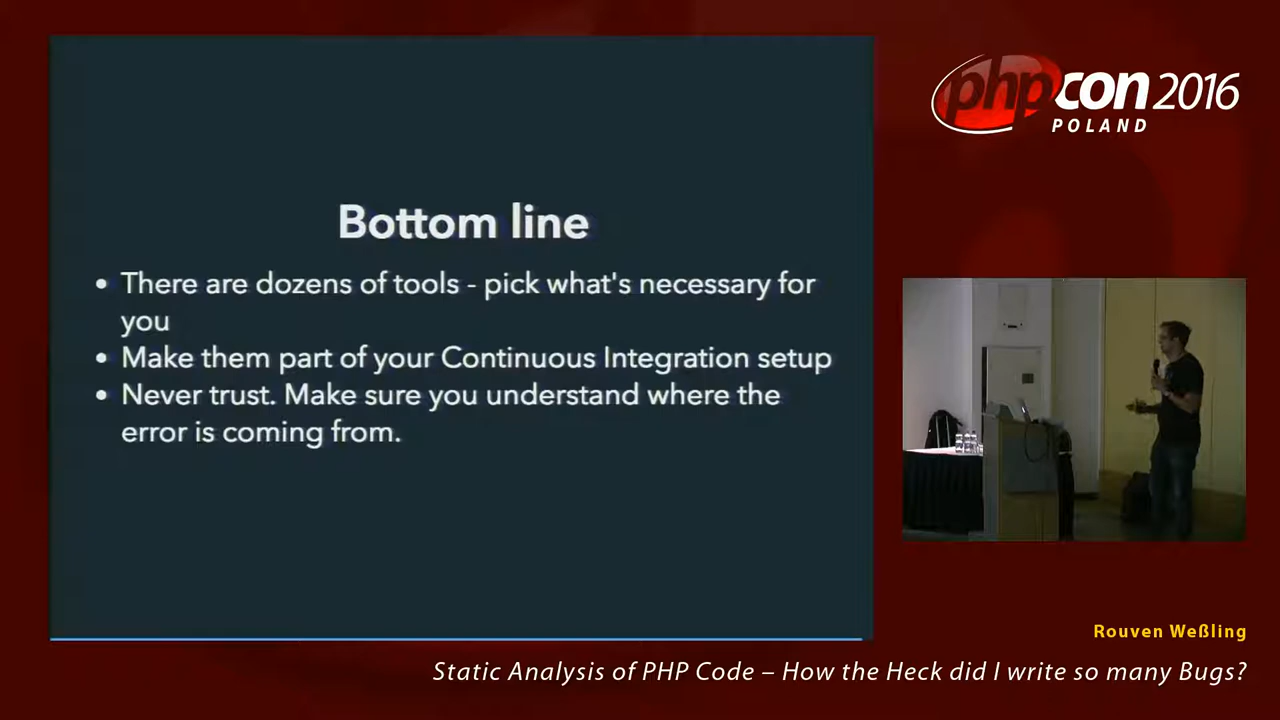 phpcon 2016
POLAND
Bottom line
• There are dozens of tools - pick what's necessary for
you
• Make them part of your Continuous Integration setup
• Never trust. Make sure you understand where the
error is coming from.
Rouven Weßling
Static Analysis of PHP Code – How the Heck did I write so many Bugs?